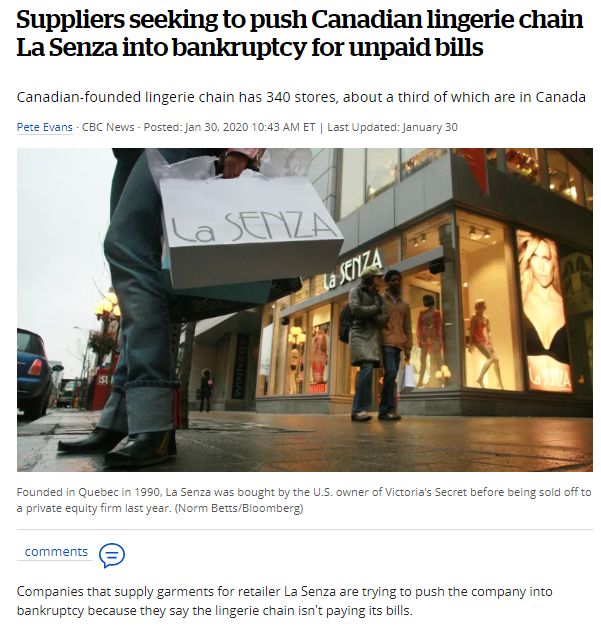 Suppliers seeking to push Canadian lingerie chain
La Senza into bankruptcy for unpaid bills
Canadian-founded lingerie chain has 340 stores, about a third of which are in Canada
Pete Evans · CBC News · Posted: Jan 30, 2020 10:43 AM ET | Last Updated: January 30
La SENZA
La SENZA
WINNERS
La SENZA
Founded in Quebec in 1990, La Senza was bought by the U.S. owner of Victoria's Secret before being sold off to
a private equity firm last year. (Norm Betts/Bloomberg)
comments
Companies that supply garments for retailer La Senza are trying to push the company into
bankruptcy because they say the lingerie chain isn't paying its bills.